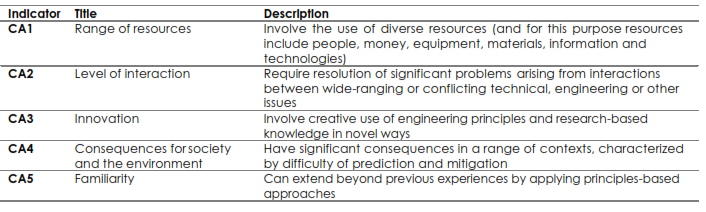 Indicator Title Description
CA1 Range of resources Involve the use of diverse resources (and for this purpose resources
include people, money, equipment, materials, information and
technologies)
CA2 Level of interaction Require resolution of significant problems arising from interactions
between wide-ranging or conflicting technical, engineering or other
issues
CA3 Innovation Involve creative use of engineering principles and research-based
knowledge in novel ways
CA4 Consequences for society Have significant consequences in a range of contexts, characterized
and the environment by difficulty of prediction and mitigation
CA5 Familiarity Can extend beyond previous experiences by applying principles-based
approaches